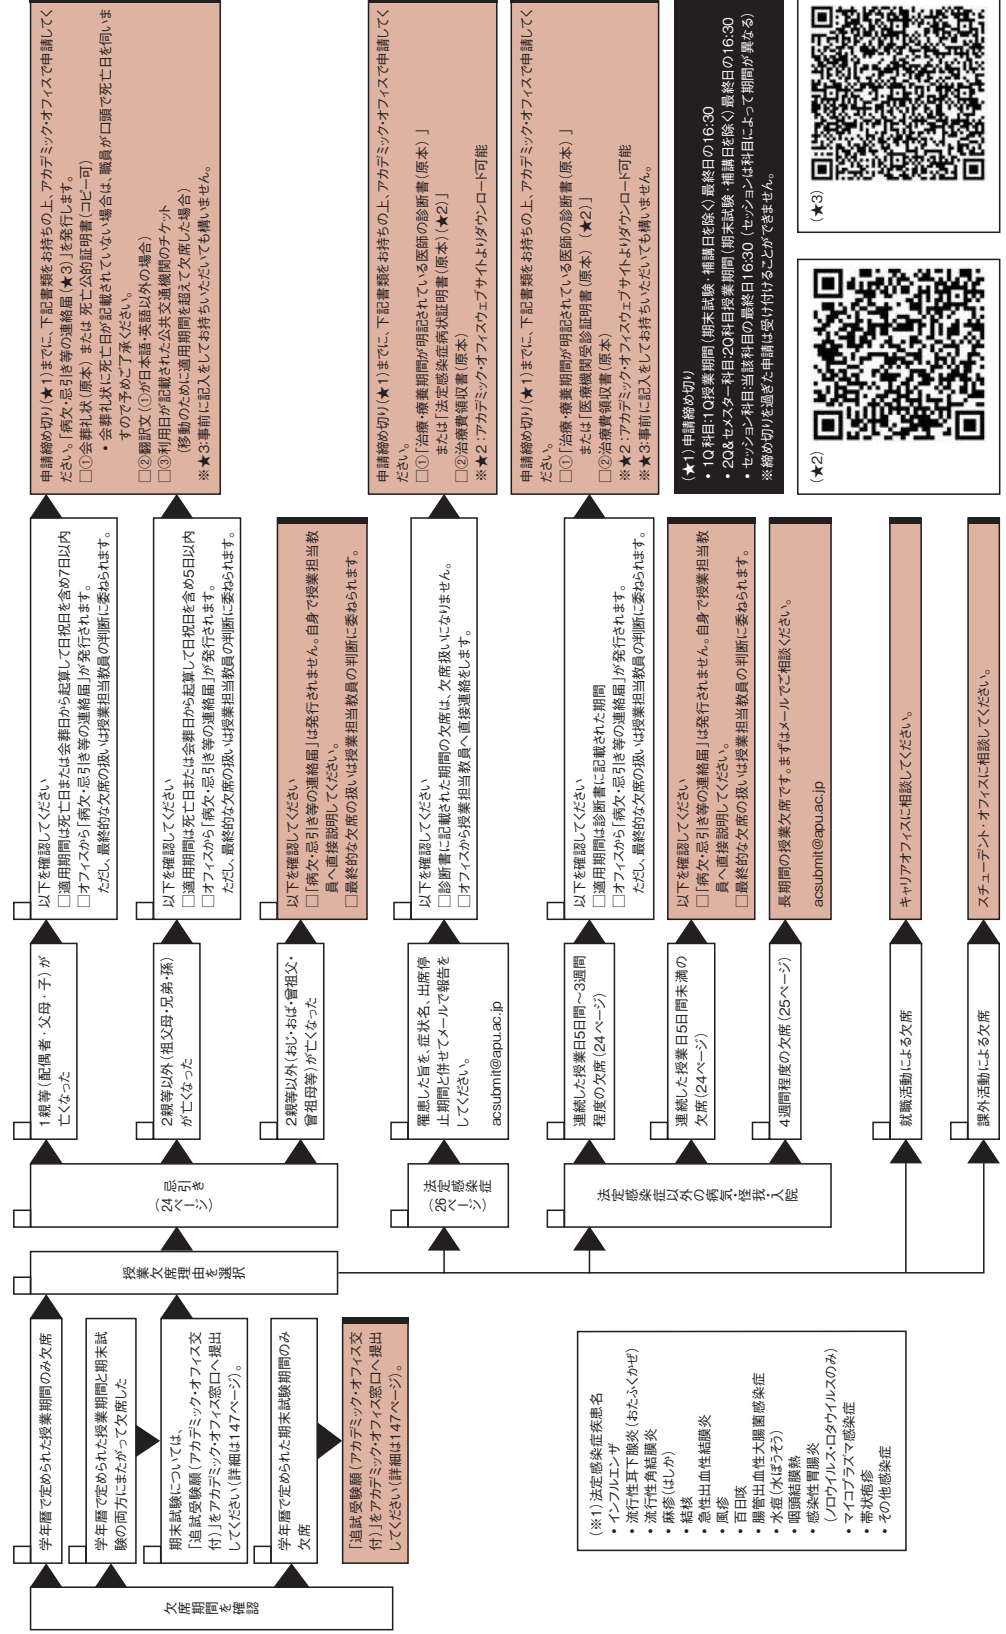 欠席期間を確認
学年暦で定められた授業期間のみ欠席
学年暦で定められた授業期間と期末試
験の両方にまたがって欠席した
期末試験については、
「追試受験願（アカデミック・オフィス交
付）」をアカデミック・オフィス窓口へ提出
してください（詳細は147ページ）。
学年暦で定められた期末試験期間のみ
欠席
「追試受験願（アカデミック・オフィス交
付）」をアカデミック・オフィス窓口へ提出
してください（詳細は147ページ）。
授業欠席理由を選択
忌引き
（24ページ）
1親等（配偶者・父母・子）が
亡くなった
以下を確認してください
□適用期間は死亡日または会葬日から起算して日祝日を含め7日以内
□オフィスから「病欠・忌引き等の連絡届」が発行されます。
ただし、最終的な欠席の扱いは授業担当教員の判断に委ねられます。
2親等以外（祖父母・兄弟・孫）
が亡くなった
以下を確認してください
□適用期間は死亡日または会葬日から起算して日祝日を含め5日以内
□オフィスから「病欠・忌引き等の連絡届」が発行されます。
ただし、最終的な欠席の扱いは授業担当教員の判断に委ねられます。
申請締め切り（★1）までに、下記書類をお持ちの上、アカデミック・オフィスで申請してく
ださい。「病欠・忌引き等の連絡届（★3）」を発行します。
□①会葬礼状（原本） または 死亡公的証明書（コピー可）
• 会葬礼状に死亡日が記載されていない場合は、職員が口頭で死亡日を伺いま
すので予めご了承ください。
□②翻訳文（①が日本語・英語以外の場合）
□③利用日が記載された公共交通機関のチケット
（移動のために適用期間を超えて欠席した場合）
※★3:事前に記入をしてお持ちいただいても構いません。
2親等以外（おじ・おば・曾祖父・
曾祖母等）が亡くなった
以下を確認してください
□「病欠・忌引き等の連絡届」は発行されません。自身で授業担当教
員へ直接説明してください。
□最終的な欠席の扱いは授業担当教員の判断に委ねられます。
法定感染症
（26ページ）
罹患した旨を、症状名、出席停
止期間と併せてメールで報告を
してください。
acsubmit@apu.ac.jp
以下を確認してください
□診断書に記載された期間の欠席は、欠席扱いになりません。
□オフィスから授業担当教員へ直接連絡をします。
申請締め切り（★1）までに、下記書類をお持ちの上、アカデミック・オフィスで申請してく
ださい。
□①「治療・療養期間が明記されている医師の診断書（原本）」
または「法定感染症病状証明書（原本）（★2）」
□②治療費領収書（原本）
※★2：アカデミック・オフィスウェブサイトよりダウンロード可能
法定感染症以外の病気・怪我・入院
連続した授業日5日間〜3週間
程度の欠席（24ページ）
以下を確認してください
□適用期間は診断書に記載された期間
□オフィスから「病欠・忌引き等の連絡届」が発行されます。
ただし、最終的な欠席の扱いは授業担当教員の判断に委ねられます。
申請締め切り（★1）までに、下記書類をお持ちの上、アカデミック・オフィスで申請してく
ださい。
□①「治療・療養期間が明記されている医師の診断書（原本）」
または「医療機関受診証明書（原本）（★2）」
□②治療費領収書（原本）
※★2：アカデミック・オフィスウェブサイトよりダウンロード可能
※★3:事前に記入をしてお持ちいただいても構いません。
連続した授業日5日間未満の
欠席（24ページ）
以下を確認してください
□「病欠・忌引き等の連絡届」は発行されません。自身で授業担当教
員へ直接説明してください。
□最終的な欠席の扱いは授業担当教員の判断に委ねられます。
4週間程度の欠席（25ページ）
長期間の授業欠席です。まずはメールでご相談ください。
acsubmit@apu.ac.jp
就職活動による欠席
キャリアオフィスに相談してください。
課外活動による欠席
スチューデント・オフィスに相談してください。
（★1）申請締め切り
• 1Q科目：1Q授業期間（期末試験・補講日を除く）最終日の16:30
• 2Q&セメスター科目：2Q科目授業期間（期末試験・補講日を除く）最終日の16:30
• セッション科目：当該科目の最終日16:30（セッションは科目によって期間が異なる）
※締め切りを過ぎた申請は受け付けることができません。
（★2）
（★3）
（※1）法定感染症疾患名
• インフルエンザ
• 流行性耳下腺炎（おたふくかぜ）
• 流行性角結膜炎
• 麻疹（はしか）
• 結核
• 急性出血性結膜炎
• 風疹
• 百日咳
• 腸管出血性大腸菌感染症
• 水痘（水ぼうそう）
• 咽頭結膜熱
• 感染性胃腸炎
（ノロウイルス・ロタウイルスのみ）
• マイコプラズマ感染症
• 帯状疱疹
• その他感染症